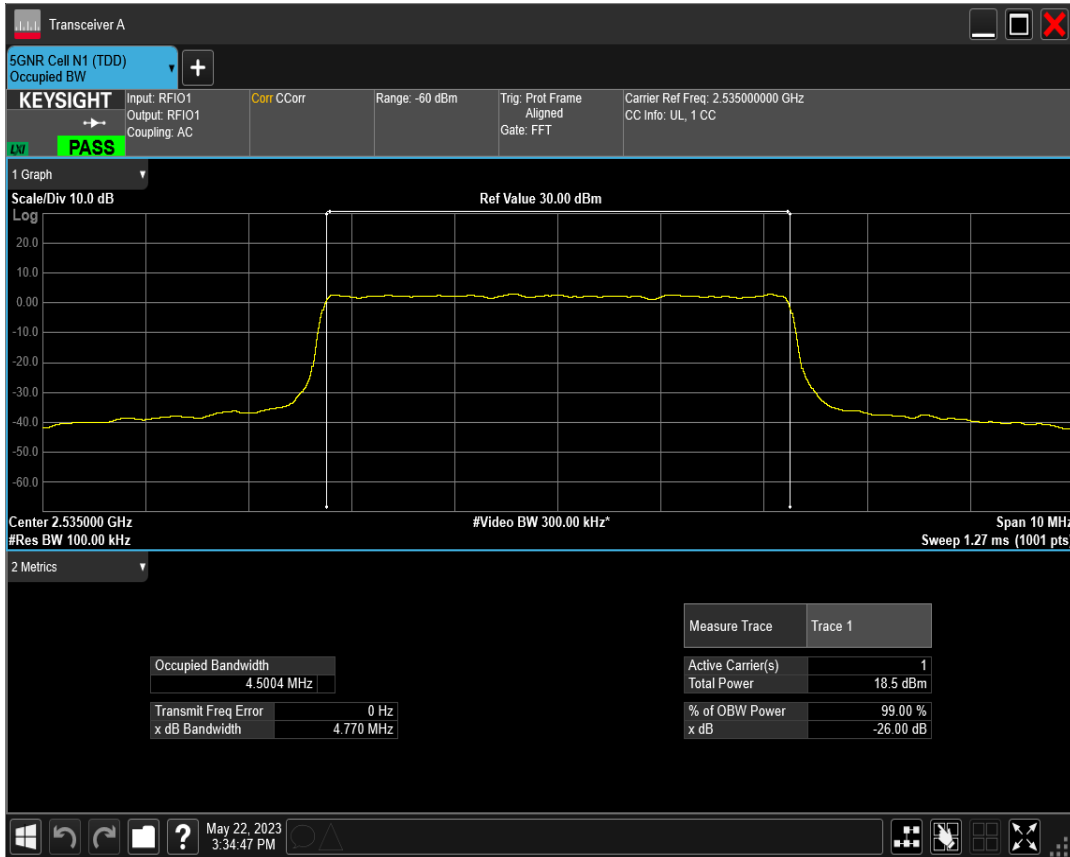 Transceiver A
5GNR Cell N1 (TDD)
Occupied BW
+
KEYSIGHT
LXI
PASS
Input: RFIO1
Output: RFIO1
Coupling: AC
Corr CCorr
Range: -60 dBm
Trig: Prot Frame
Aligned
Gate: FFT
Carrier Ref Freq: 2.535000000 GHz
CC Info: UL, 1 CC
1 Graph
Scale/Div 10.0 dB
Ref Value 30.00 dBm
Log
20.0
10.0
0.00
-10.0
-20.0
-30.0
-40.0
-50.0
-60.0
Center 2.535000 GHz
#Video BW 300.00 kHz*
Span 10 MHz
#Res BW 100.00 kHz
Sweep 1.27 ms (1001 pts)
2 Metrics
Measure Trace Trace 1
Occupied Bandwidth
4.5004 MHz
Active Carrier(s) 1
Total Power 18.5 dBm
Transmit Freq Error 0 Hz
x dB Bandwidth 4.770 MHz
% of OBW Power 99.00 %
x dB -26.00 dB
?
May 22, 2023
3:34:47 PM